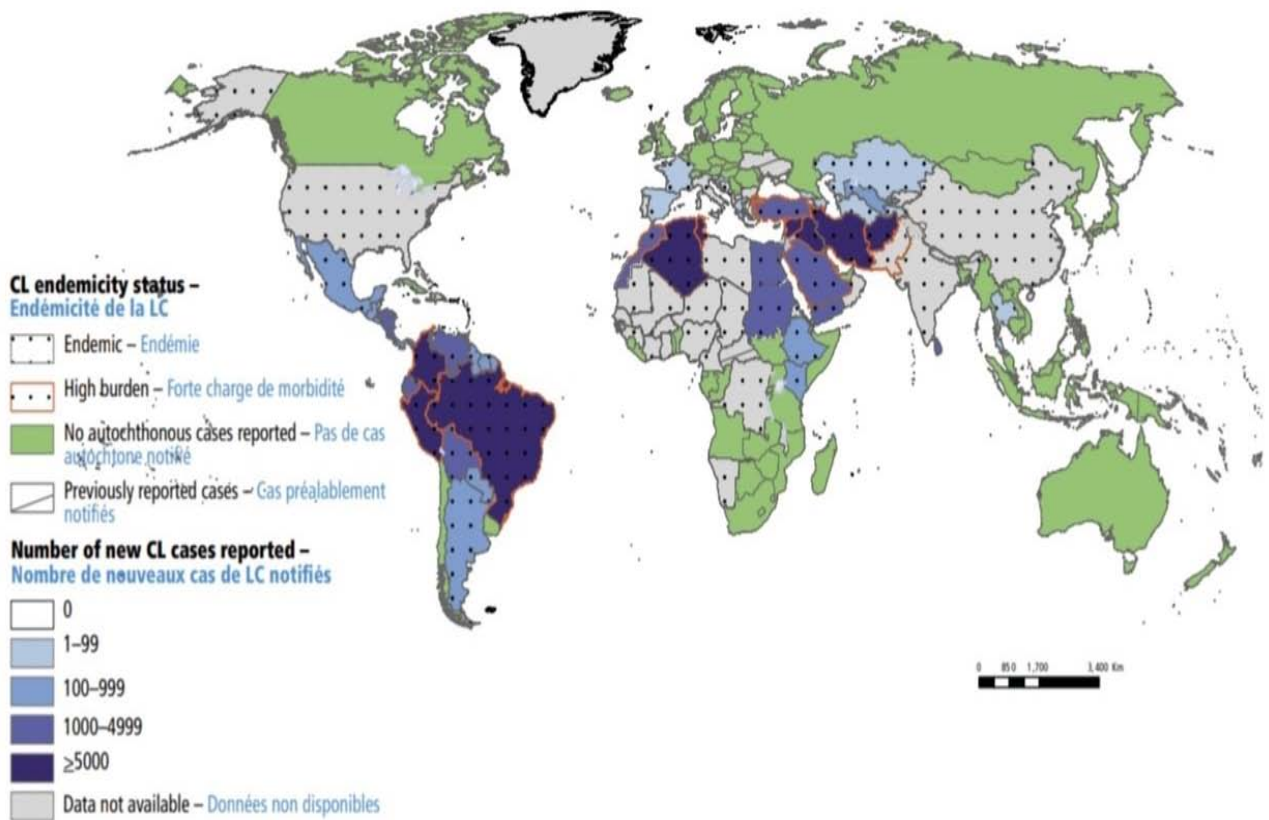 CL endemicity status –
Endémicité de la LC
Endemic – Endémie
High burden – Forte charge de morbidité
No autochthonous cases reported – Pas de cas
autochtone notifié
Previously reported cases – Gas préalablement
notifiés
Number of new CL cases reported –
Nombre de nouveaux cas de LC notifiés
0
1–99
100–999
1000–4999
≥5000
Data not available – Données non disponibles
0 850 1,700 3,400 Km